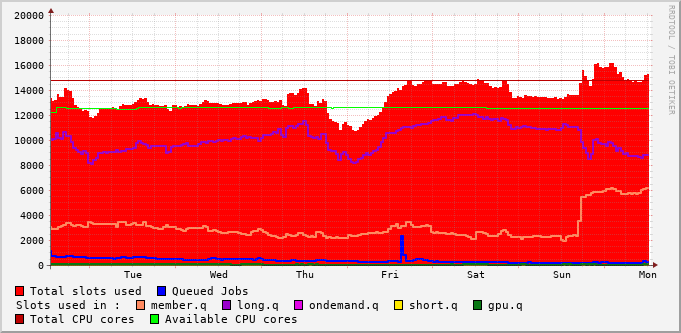 20000
18000
16000
14000
12000
10000
8000
6000
4000
2000
0
Tue Wed Thu Fri Sat Sun Mon
Total slots used Queued Jobs
Slots used in : member.q long.q ondemand.q short.q gpu.q
Total CPU cores Available CPU cores
RRDTOOL / TOBI OETIKER